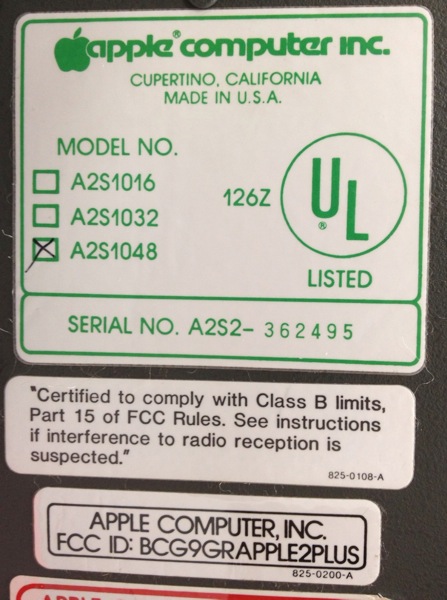 apple® computer inc.
CUPERTINO, CALIFORNIA
MADE IN U.S.A.
MODEL NO.
A2S1016
A2S1032
A2S1048
126Z
UL
®
LISTED
SERIAL NO. A2S2- 362495
"Certified to comply with Class B limits,
Part 15 of FCC Rules. See instructions
if interference to radio reception is
suspected."
825-0108-A
APPLE COMPUTER, INC.
FCC ID: BCG9GRAPPLE2PLUS
825-0200-A